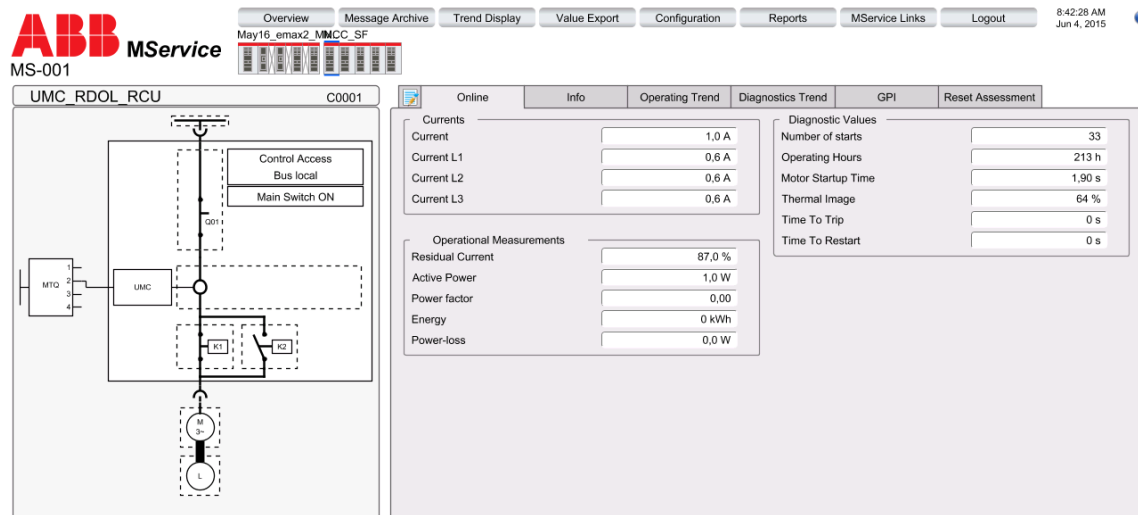 Overview Message Archive Trend Display Value Export Configuration Reports MService Links Logout
8:42:28 AM
Jun 4, 2015
ABB MService
MS-001
May16_emax2_MNCC_SF
UMC_RDOL_RCU C0001
Control Access
Bus local
Main Switch ON
Q01
MTQ
1
2
3
4
UMC
K1 K2
M
3~
L
Online Info Operating Trend Diagnostics Trend GPI Reset Assessment
Currents
Current 1,0 A
Current L1 0,6 A
Current L2 0,6 A
Current L3 0,6 A
Operational Measurements
Residual Current 87,0 %
Active Power 1,0 W
Power factor 0,00
Energy 0 kWh
Power-loss 0,0 W
Diagnostic Values
Number of starts 33
Operating Hours 213 h
Motor Startup Time 1,90 s
Thermal Image 64 %
Time To Trip 0 s
Time To Restart 0 s